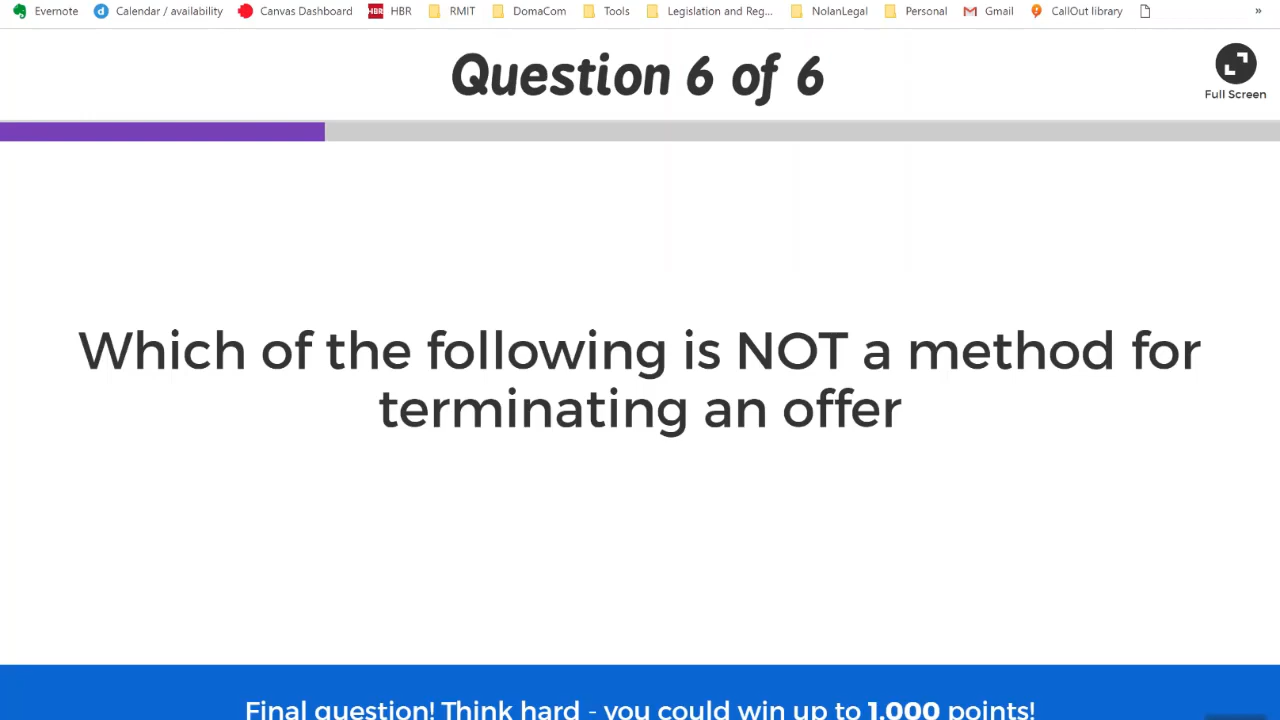 Evernote Calendar / availability Canvas Dashboard HBR HBR RMIT DomaCom Tools Legislation and Reg... NolanLegal Personal Gmail CallOut library »
Question 6 of 6
Full Screen
Which of the following is NOT a method for
terminating an offer
Final question! Think hard - you could win up to 1,000 points!